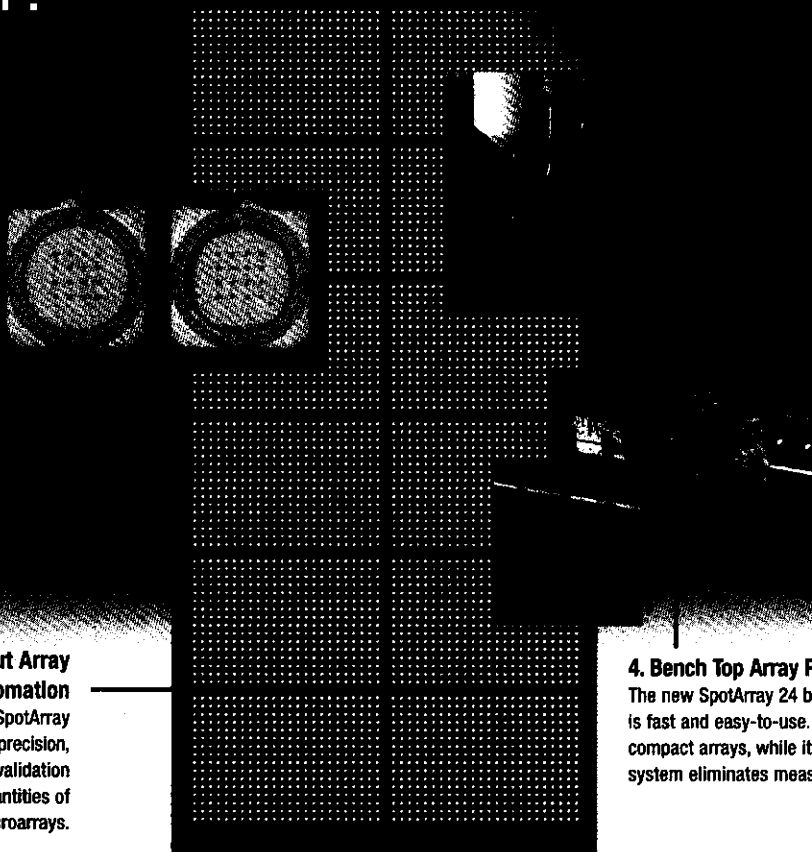 rt Array
omation
SpotArray
precision,
validation
antities of
roarrays.
4. Bench Top Array
The new SpotArray 24 b
is fast and easy-to-use.
compact arrays, while it
system eliminates meas